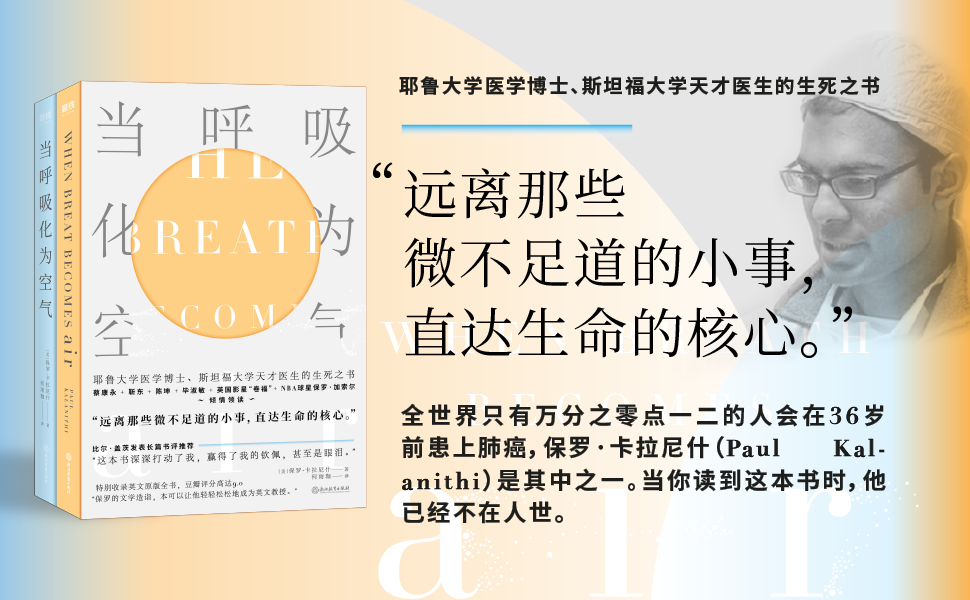 耶鲁大学医学博士、斯坦福大学天才医生的生死之书
“远离那些
微不足道的小事，
直达生命的核心。”
全世界只有万分之零点一二的人会在36岁
前患上肺癌，保罗·卡拉尼什（Paul Kal-
anithi）是其中之一。当你读到这本书时，他
已经不在人世。
air
当呼吸化为空气
WHEN BREAT BECOMES air
PAUL
KALANITHI
当呼吸
HE
化 BREATH 为
BECOME
空气
耶鲁大学医学博士、斯坦福大学天才医生的生死之书
蔡康永 + 靳东 + 陈坤 + 毕淑敏 + 英国影星“卷福” + NBA球星保罗·加索尔
~ 倾情领读 ~
“远离那些微不足道的小事，直达生命的核心。”
比尔·盖茨发表长篇书评推荐
“这本书深深打动了我，赢得了我的钦佩，甚至是眼泪。”
[美]保罗·卡拉尼什 — 著
何雨珈 — 译
特别收录英文原版全书，豆瓣评分高达9.0
“保罗的文学造诣，本可以让他轻轻松松地成为英文教授。”